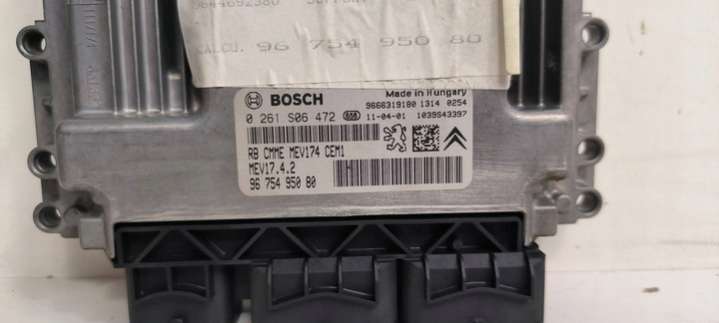 CALCU. 96 754 950 80
BOSCH
Made in Hungary
9666319180 1314 0254
0 261 S06 472
11-04-01 1039S43397
RB CMME MEV174 CEM1
MEV17.4.2
96 754 950 80